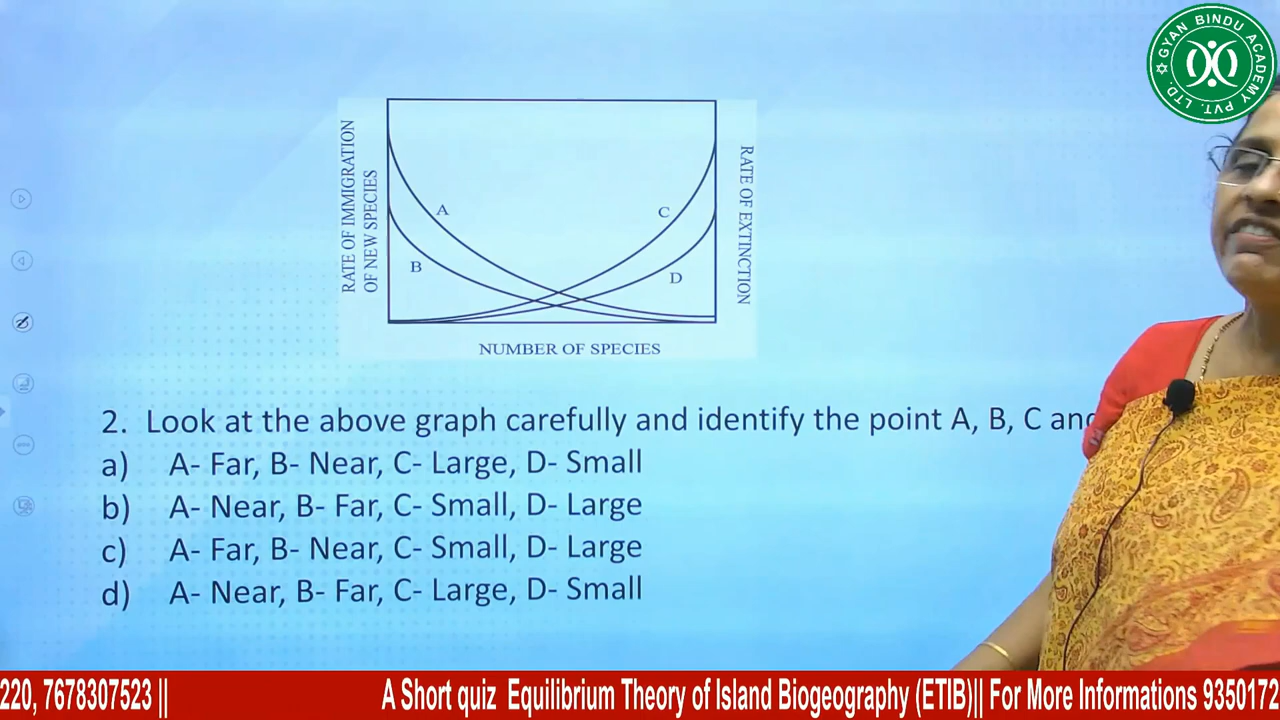 GYAN BINDU ACADEMY PVT. LTD.
RATE OF IMMIGRATION
OF NEW SPECIES
A
B
C
D
RATE OF EXTINCTION
NUMBER OF SPECIES
2. Look at the above graph carefully and identify the point A, B, C and
a) A- Far, B- Near, C- Large, D- Small
b) A- Near, B- Far, C- Small, D- Large
c) A- Far, B- Near, C- Small, D- Large
d) A- Near, B- Far, C- Large, D- Small
220, 7678307523 || A Short quiz Equilibrium Theory of Island Biogeography (ETIB)|| For More Informations 9350172